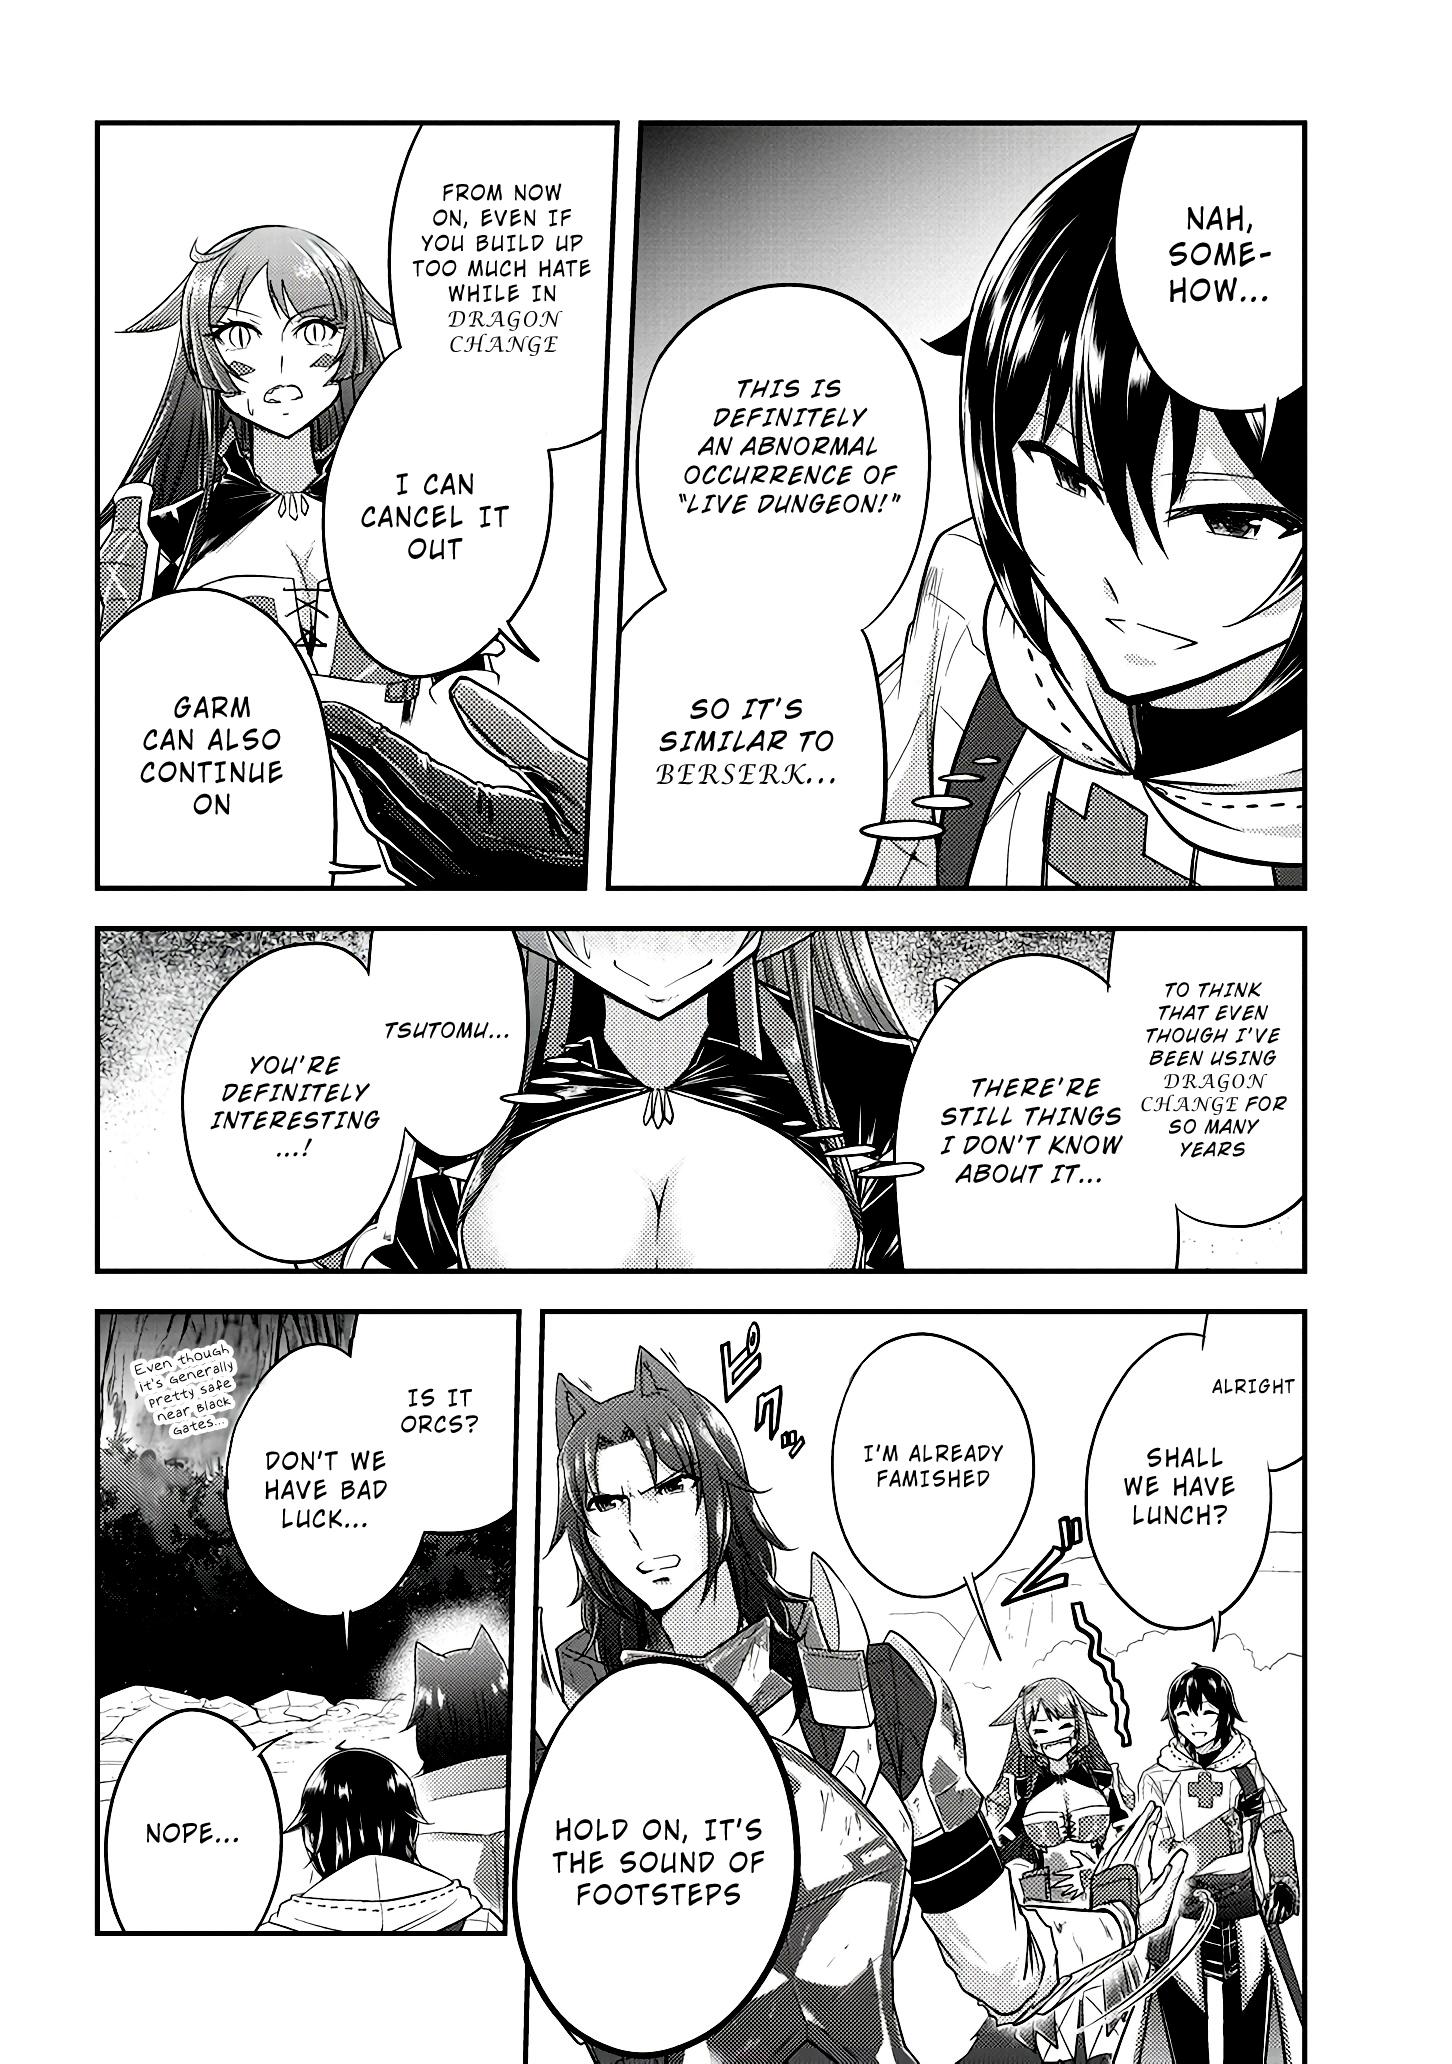 NAH,
SOME-
HOW...
THIS IS
DEFINITELY
AN ABNORMAL
OCCURRENCE OF
"LIVE DUNGEON!"
SO IT'S
SIMILAR TO
BERSERK...
FROM NOW
ON, EVEN IF
YOU BUILD UP
TOO MUCH HATE
WHILE IN
DRAGON
CHANGE
I CAN
CANCEL IT
OUT
GARM
CAN ALSO
CONTINUE
ON
TO THINK
THAT EVEN
THOUGH I'VE
BEEN USING
DRAGON
CHANGE FOR
SO MANY
YEARS
THERE'RE
STILL THINGS
I DON'T KNOW
ABOUT IT...
TSUTOMU...
YOU'RE
DEFINITELY
INTERESTING
...!
ALRIGHT
SHALL
WE HAVE
LUNCH?
I'M ALREADY
FAMISHED
ピクッ
HOLD ON, IT'S
THE SOUND OF
FOOTSTEPS
IS IT
ORCS?
DON'T WE
HAVE BAD
LUCK...
Even though
it's generally
pretty safe
near Black
Gates...
NOPE...